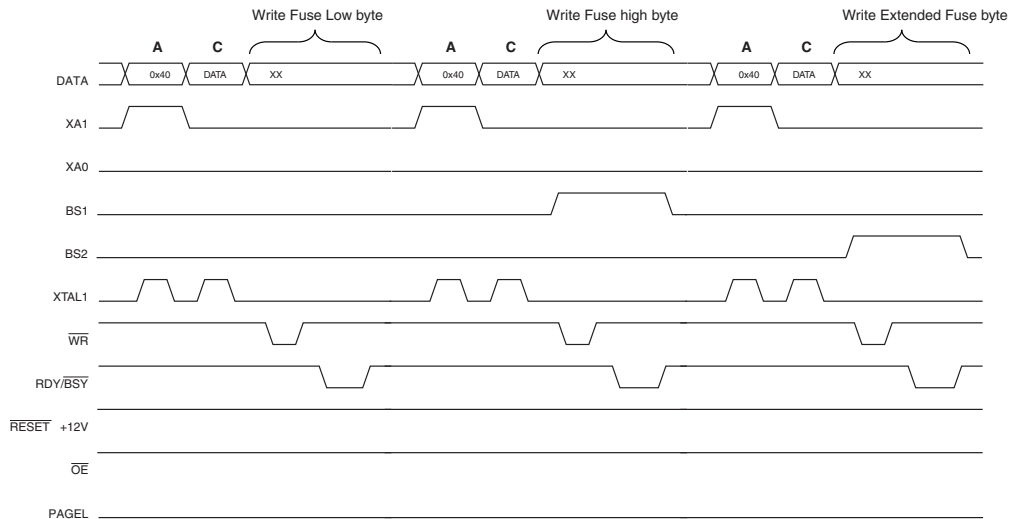 Write Fuse Low byte Write Fuse high byte Write Extended Fuse byte
A C A C A C
DATA 0x40 DATA XX 0x40 DATA XX 0x40 DATA XX
XA1
XA0
BS1
BS2
XTAL1
WR
RDY/BSY
RESET +12V
OE
PAGEL